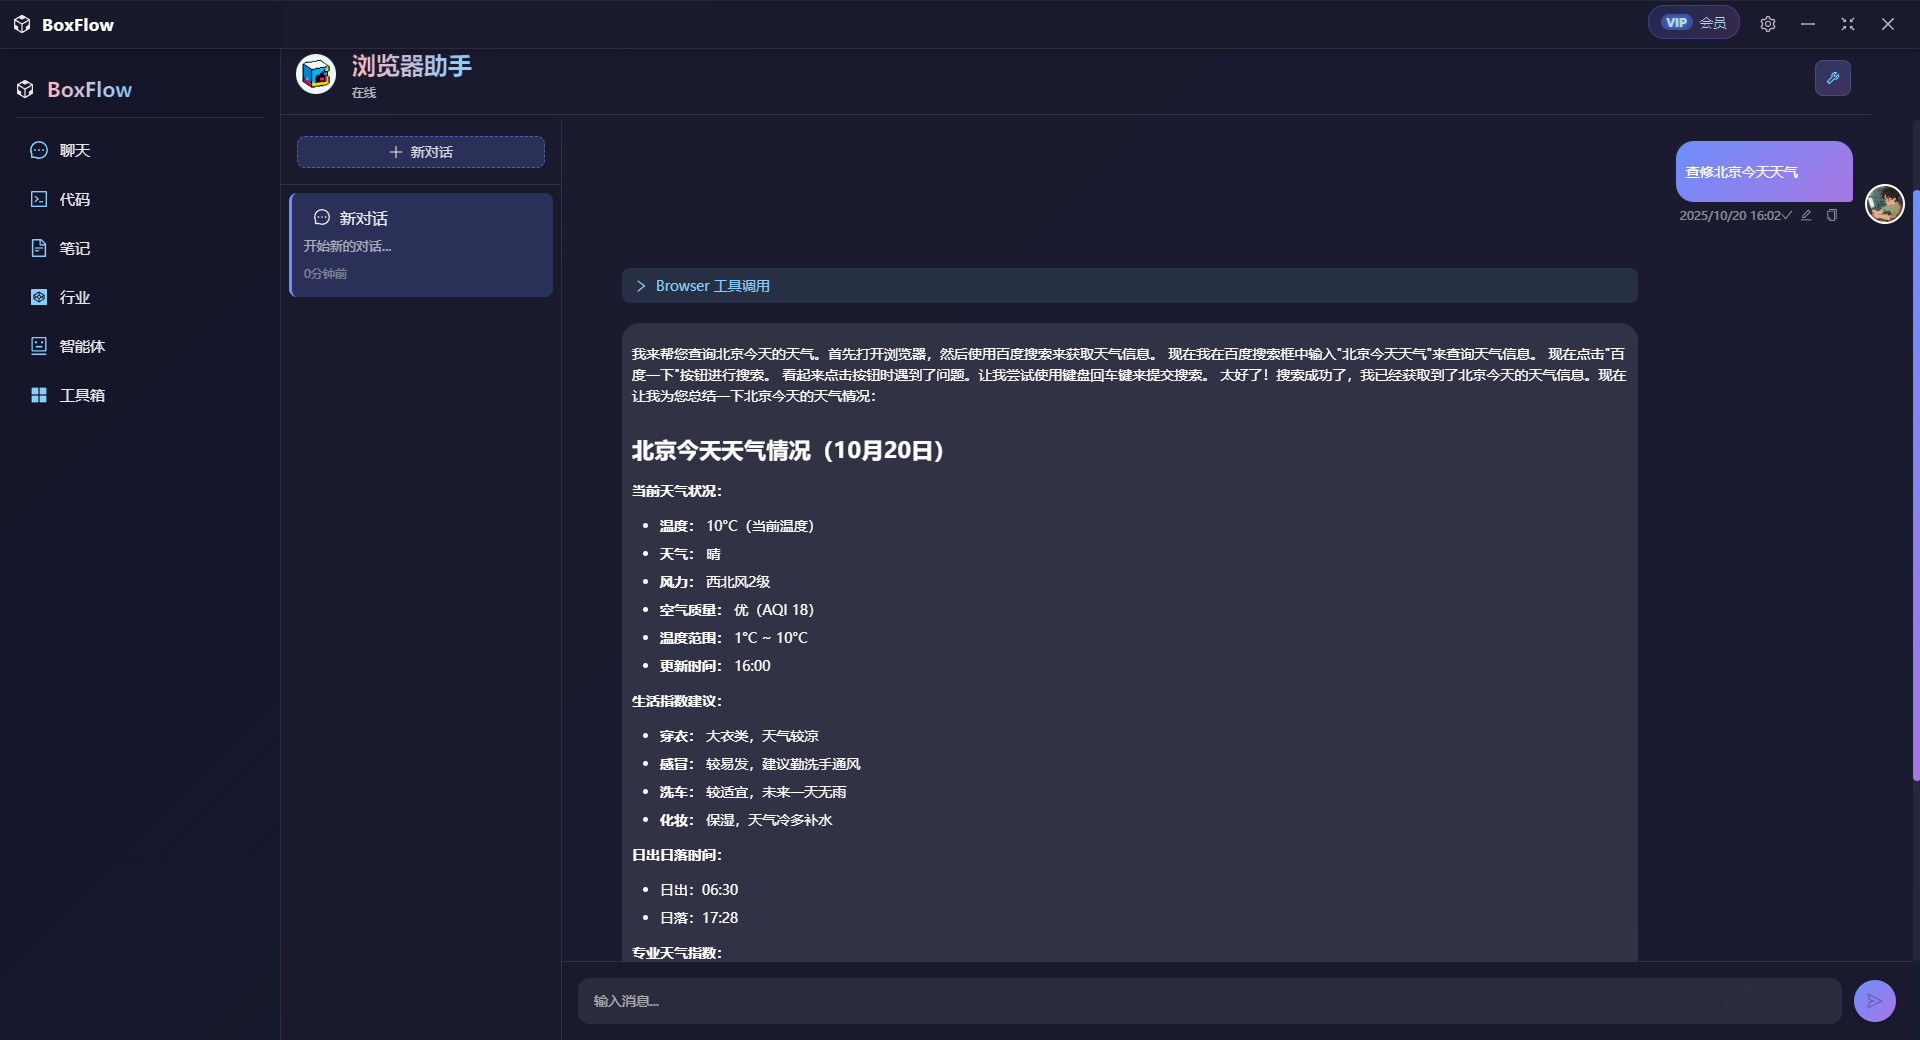 BoxFlow
VIP 会员
BoxFlow
聊天
代码
笔记
行业
智能体
工具箱
浏览器助手
在线
新对话
新对话
开始新的对话...
0分钟前
查修北京今天天气
2025/10/20 16:02
Browser 工具调用
我来帮您查询北京今天的天气。首先打开浏览器，然后使用百度搜索来获取天气信息。 现在我在百度搜索框中输入"北京今天天气"来查询天气信息。 现在点击"百
度一下"按钮进行搜索。 看起来点击按钮时遇到了问题。让我尝试使用键盘回车键来提交搜索。 太好了！搜索成功了，我已经获取到了北京今天的天气信息。现在
让我为您总结一下北京今天的天气情况：
北京今天天气情况（10月20日）
当前天气状况：
• 温度： 10°C（当前温度）
• 天气： 晴
• 风力： 西北风2级
• 空气质量： 优（AQI 18）
• 温度范围： 1°C ~ 10°C
• 更新时间： 16:00
生活指数建议：
• 穿衣： 大衣类，天气较凉
• 感冒： 较易发，建议勤洗手通风
• 洗车： 较适宜，未来一天无雨
• 化妆： 保湿，天气冷多补水
日出日落时间：
• 日出：06:30
• 日落：17:28
专业天气指数：
输入消息...